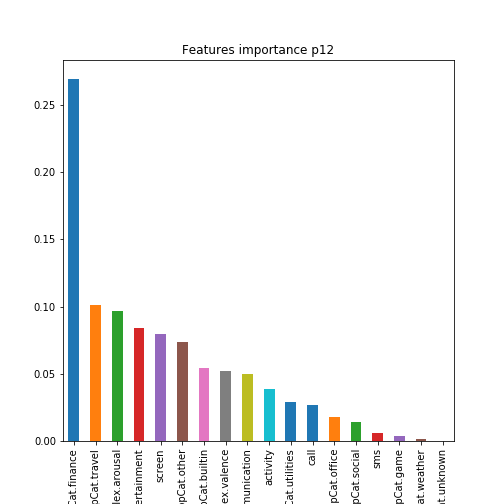 Features importance p12
0.25
0.20
0.15
0.10
0.05
0.00
Cat.finance
pCat.travel
lex.arousal
ertainment
screen
pCat.other
pCat.builtin
ex.valence
munication
activity
Cat.utilities
call
pCat.office
pCat.social
sms
pCat.game
at.weather
t.unknown